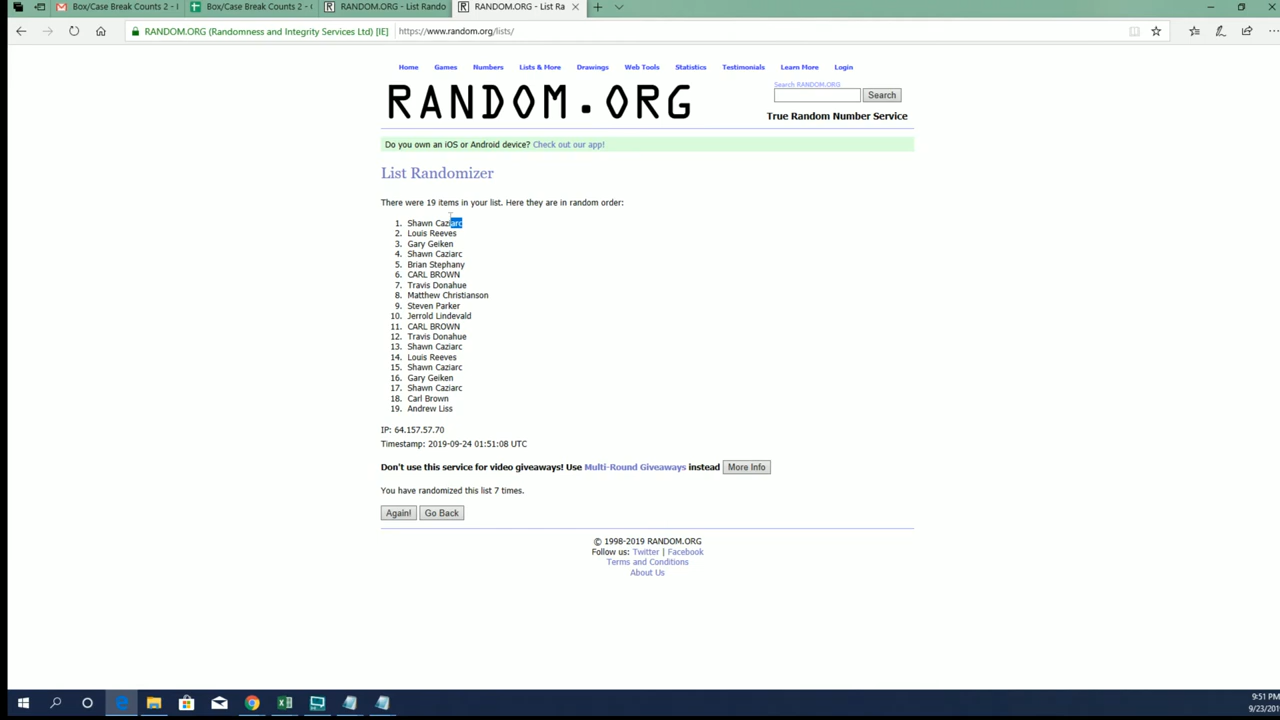 Box/Case Break Counts 2 - I
Box/Case Break Counts 2 - (
RANDOM.ORG - List Rando
RANDOM.ORG - List Ra
RANDOM.ORG (Randomness and Integrity Services Ltd) [IE]
https://www.random.org/lists/
Home Games Numbers Lists & More Drawings Web Tools Statistics Testimonials Learn More Login
RANDOM.ORG
Search RANDOM.ORG
Search
True Random Number Service
Do you own an iOS or Android device? Check out our app!
List Randomizer
There were 19 items in your list. Here they are in random order:
1. Shawn Caziarc
2. Louis Reeves
3. Gary Geiken
4. Shawn Caziarc
5. Brian Stephany
6. CARL BROWN
7. Travis Donahue
8. Matthew Christianson
9. Steven Parker
10. Jerrold Lindevald
11. CARL BROWN
12. Travis Donahue
13. Shawn Caziarc
14. Louis Reeves
15. Shawn Caziarc
16. Gary Geiken
17. Shawn Caziarc
18. Carl Brown
19. Andrew Liss
IP: 64.157.57.70
Timestamp: 2019-09-24 01:51:08 UTC
Don't use this service for video giveaways! Use Multi-Round Giveaways instead More Info
You have randomized this list 7 times.
Again! Go Back
© 1998-2019 RANDOM.ORG
Follow us: Twitter | Facebook
Terms and Conditions
About Us
9:51 PM
9/23/201